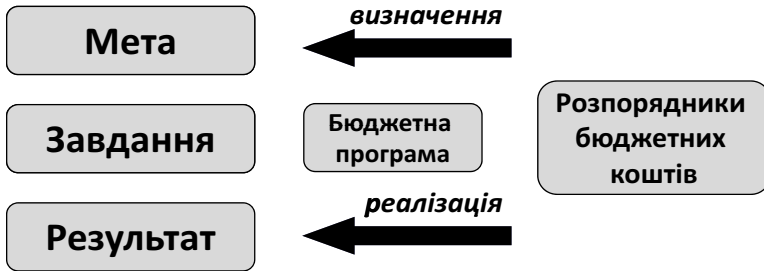 Мета
Завдання
Результат
визначення
Бюджетна
програма
реалізація
Розпорядники
бюджетних
коштів